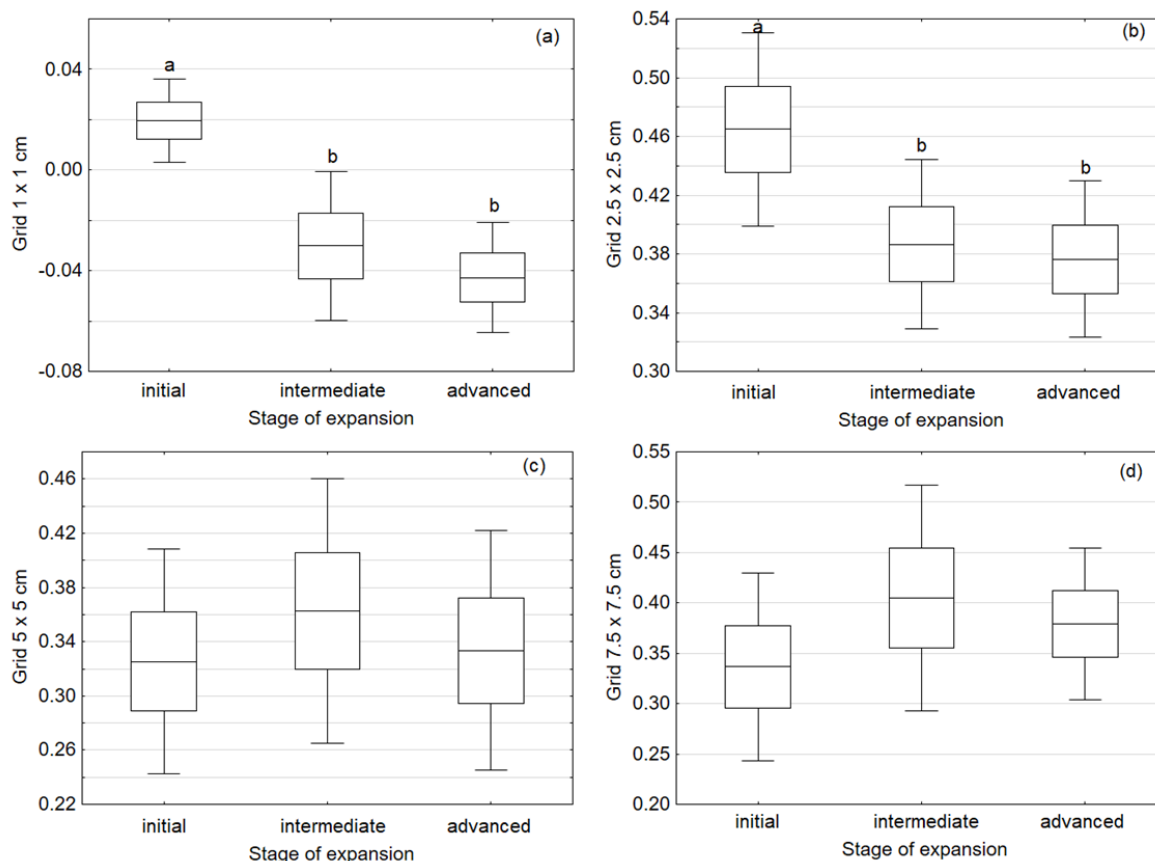 (a)
Grid 1 x 1 cm
0.04
0.00
-0.04
-0.08
a
b
b
initial intermediate advanced
Stage of expansion
(b)
Grid 2.5 x 2.5 cm
0.54
0.50
0.46
0.42
0.38
0.34
0.30
a
b
b
initial intermediate advanced
Stage of expansion
(c)
Grid 5 x 5 cm
0.46
0.42
0.38
0.34
0.30
0.26
0.22
initial intermediate advanced
Stage of expansion
(d)
Grid 7.5 x 7.5 cm
0.55
0.50
0.45
0.40
0.35
0.30
0.25
0.20
initial intermediate advanced
Stage of expansion